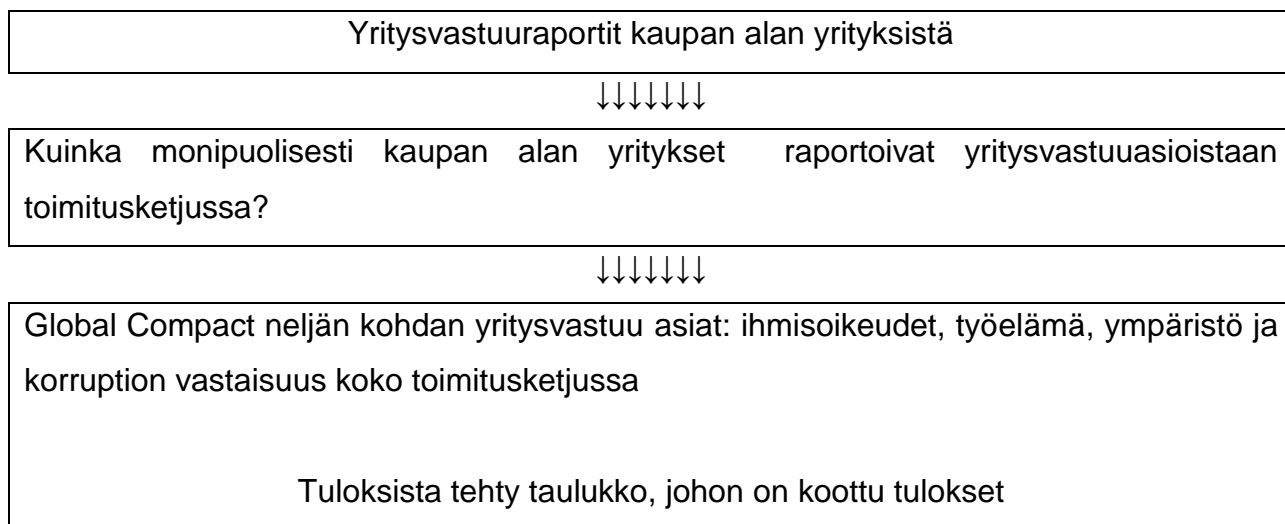 Yritysvastuuraportit kaupan alan yrityksistä
↓↓↓↓↓↓↓
Kuinka monipuolisesti kaupan alan yritykset raportoivat yritysvastuuasioistaan
toimitusketjussa?
↓↓↓↓↓↓↓
Global Compact neljän kohdan yritysvastuu asiat: ihmisoikeudet, työelämä, ympäristö ja
korruption vastaisuus koko toimitusketjussa
Tuloksista tehty taulukko, johon on koottu tulokset